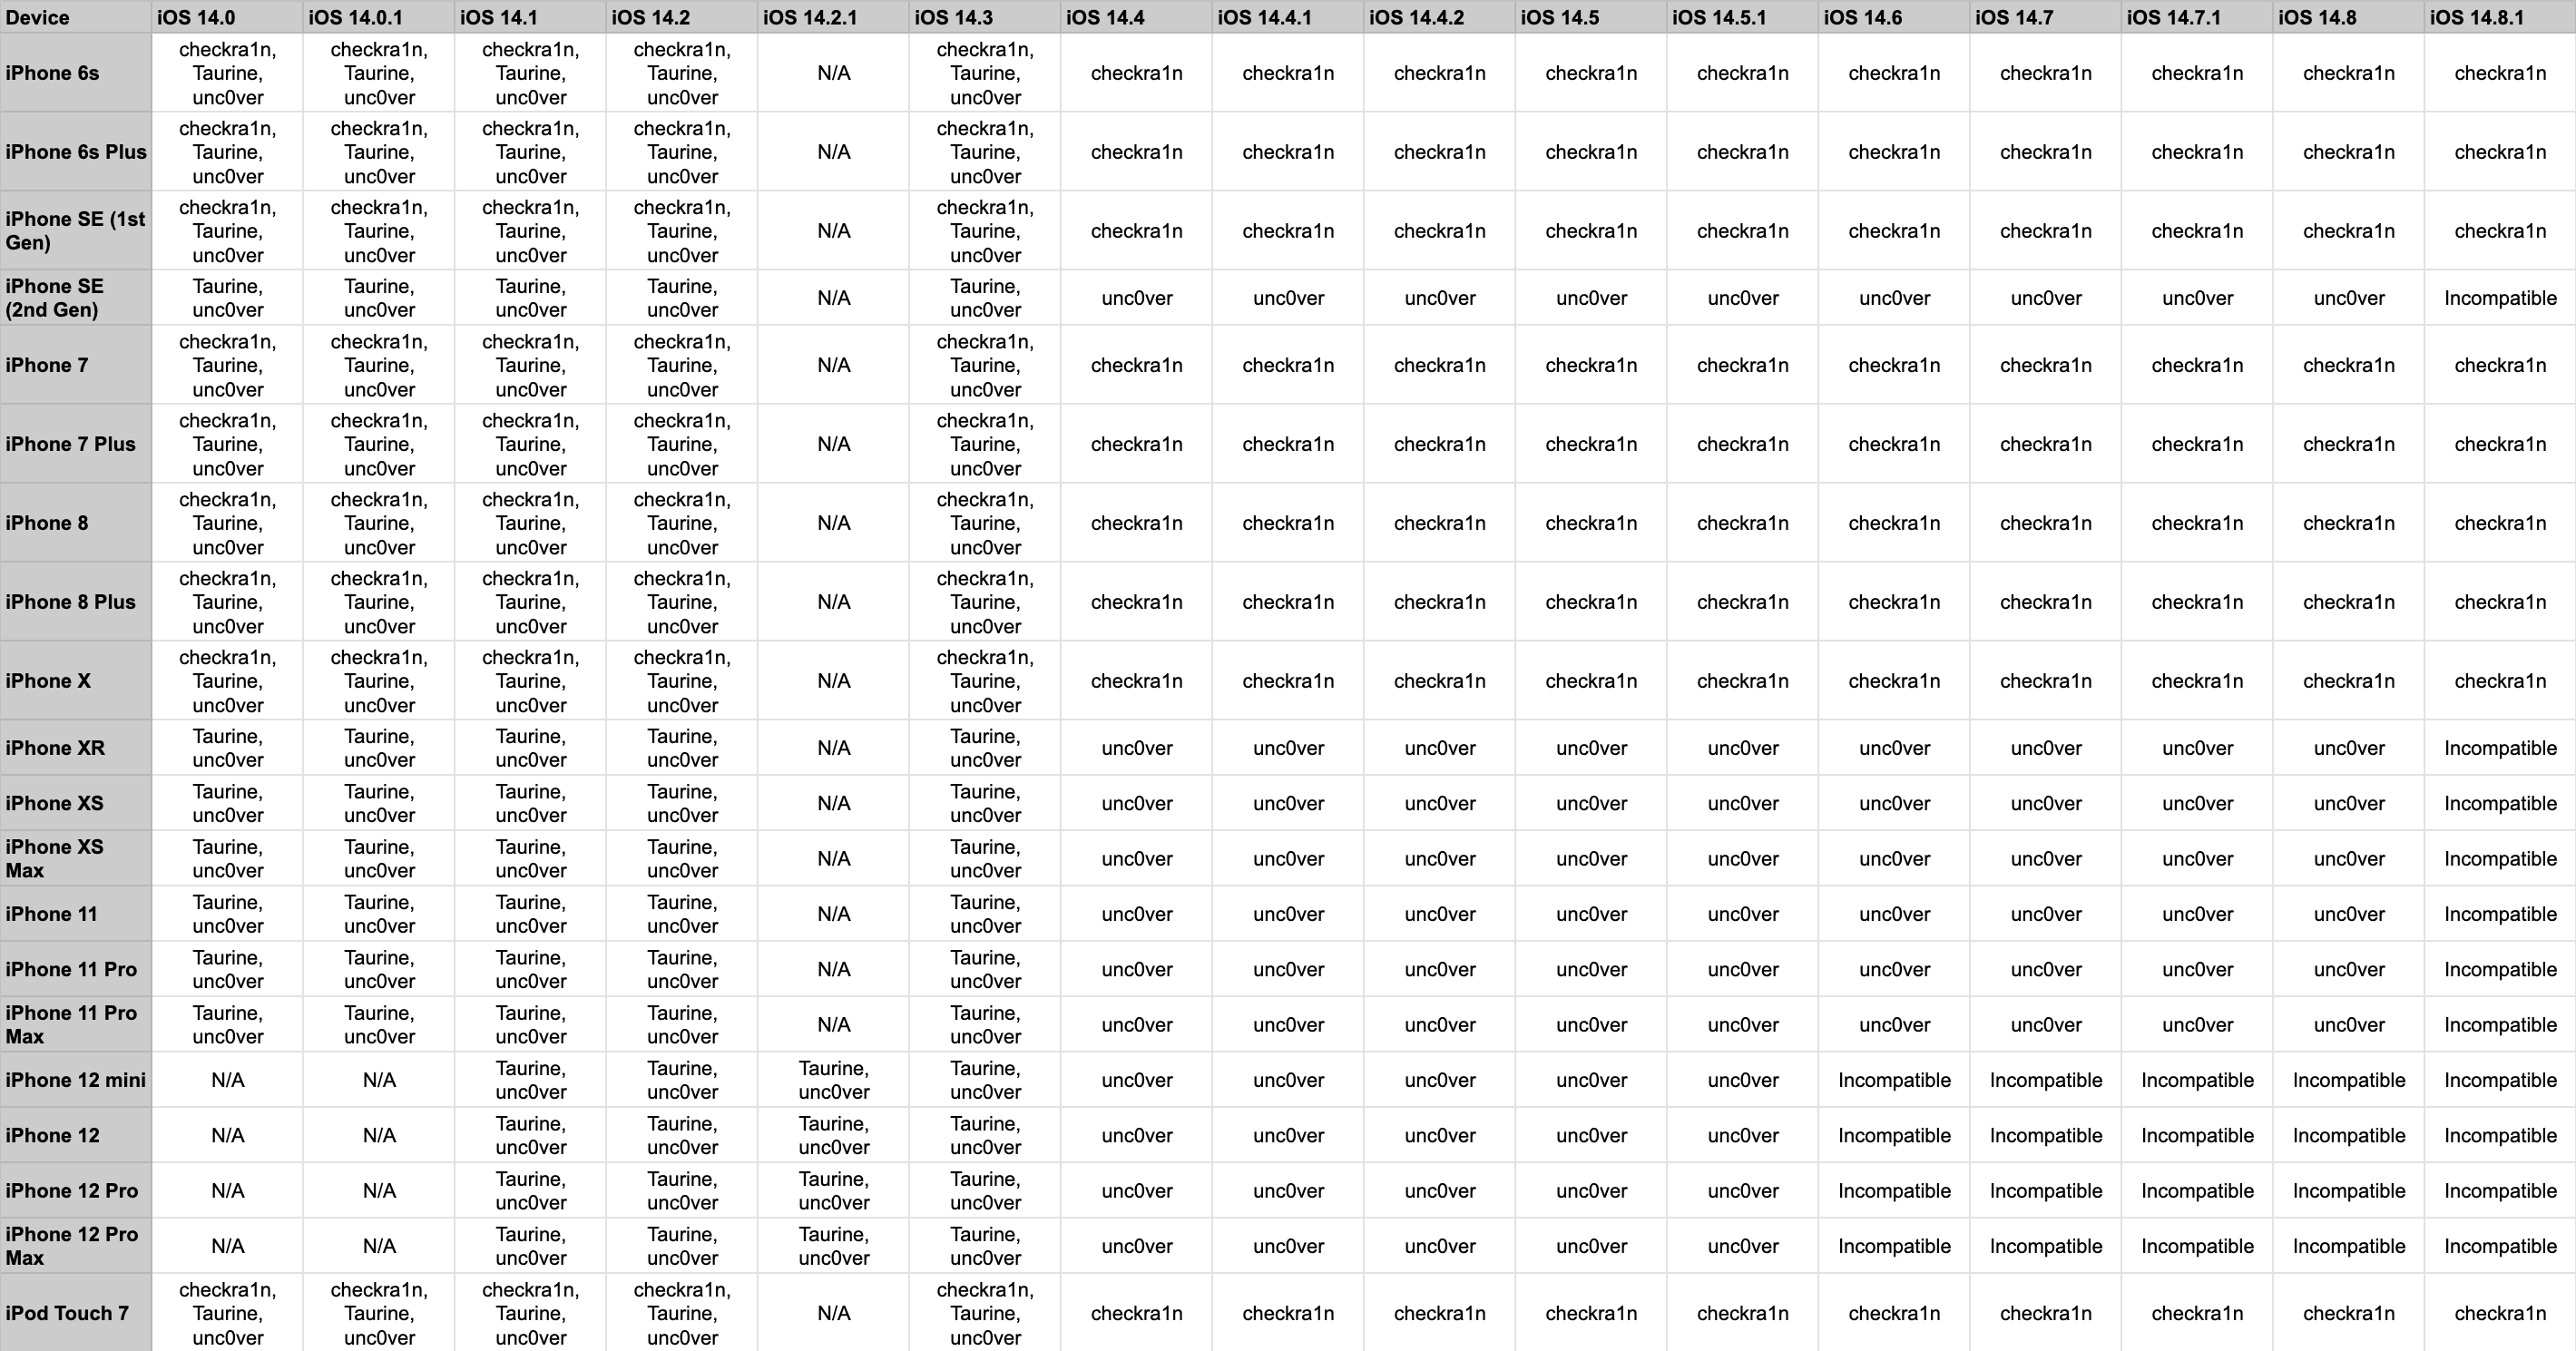 Device iOS 14.0 iOS 14.0.1 iOS 14.1 iOS 14.2 iOS 14.2.1 iOS 14.3 iOS 14.4 iOS 14.4.1 iOS 14.4.2 iOS 14.5 iOS 14.5.1 iOS 14.6 iOS 14.7 iOS 14.7.1 iOS 14.8 iOS 14.8.1
iPhone 6s checkra1n, Taurine, unc0ver checkra1n, Taurine, unc0ver checkra1n, Taurine, unc0ver checkra1n, Taurine, unc0ver N/A checkra1n, Taurine, unc0ver checkra1n checkra1n checkra1n checkra1n checkra1n checkra1n checkra1n checkra1n checkra1n checkra1n
iPhone 6s Plus checkra1n, Taurine, unc0ver checkra1n, Taurine, unc0ver checkra1n, Taurine, unc0ver checkra1n, Taurine, unc0ver N/A checkra1n, Taurine, unc0ver checkra1n checkra1n checkra1n checkra1n checkra1n checkra1n checkra1n checkra1n checkra1n checkra1n
iPhone SE (1st Gen) checkra1n, Taurine, unc0ver checkra1n, Taurine, unc0ver checkra1n, Taurine, unc0ver checkra1n, Taurine, unc0ver N/A checkra1n, Taurine, unc0ver checkra1n checkra1n checkra1n checkra1n checkra1n checkra1n checkra1n checkra1n checkra1n checkra1n
iPhone SE (2nd Gen) Taurine, unc0ver Taurine, unc0ver Taurine, unc0ver Taurine, unc0ver N/A Taurine, unc0ver unc0ver unc0ver unc0ver unc0ver unc0ver unc0ver unc0ver unc0ver unc0ver Incompatible
iPhone 7 checkra1n, Taurine, unc0ver checkra1n, Taurine, unc0ver checkra1n, Taurine, unc0ver checkra1n, Taurine, unc0ver N/A checkra1n, Taurine, unc0ver checkra1n checkra1n checkra1n checkra1n checkra1n checkra1n checkra1n checkra1n checkra1n checkra1n
iPhone 7 Plus checkra1n, Taurine, unc0ver checkra1n, Taurine, unc0ver checkra1n, Taurine, unc0ver checkra1n, Taurine, unc0ver N/A checkra1n, Taurine, unc0ver checkra1n checkra1n checkra1n checkra1n checkra1n checkra1n checkra1n checkra1n checkra1n checkra1n
iPhone 8 checkra1n, Taurine, unc0ver checkra1n, Taurine, unc0ver checkra1n, Taurine, unc0ver checkra1n, Taurine, unc0ver N/A checkra1n, Taurine, unc0ver checkra1n checkra1n checkra1n checkra1n checkra1n checkra1n checkra1n checkra1n checkra1n checkra1n
iPhone 8 Plus checkra1n, Taurine, unc0ver checkra1n, Taurine, unc0ver checkra1n, Taurine, unc0ver checkra1n, Taurine, unc0ver N/A checkra1n, Taurine, unc0ver checkra1n checkra1n checkra1n checkra1n checkra1n checkra1n checkra1n checkra1n checkra1n checkra1n
iPhone X checkra1n, Taurine, unc0ver checkra1n, Taurine, unc0ver checkra1n, Taurine, unc0ver checkra1n, Taurine, unc0ver N/A checkra1n, Taurine, unc0ver checkra1n checkra1n checkra1n checkra1n checkra1n checkra1n checkra1n checkra1n checkra1n checkra1n
iPhone XR Taurine, unc0ver Taurine, unc0ver Taurine, unc0ver Taurine, unc0ver N/A Taurine, unc0ver unc0ver unc0ver unc0ver unc0ver unc0ver unc0ver unc0ver unc0ver unc0ver Incompatible
iPhone XS Taurine, unc0ver Taurine, unc0ver Taurine, unc0ver Taurine, unc0ver N/A Taurine, unc0ver unc0ver unc0ver unc0ver unc0ver unc0ver unc0ver unc0ver unc0ver unc0ver Incompatible
iPhone XS Max Taurine, unc0ver Taurine, unc0ver Taurine, unc0ver Taurine, unc0ver N/A Taurine, unc0ver unc0ver unc0ver unc0ver unc0ver unc0ver unc0ver unc0ver unc0ver unc0ver Incompatible
iPhone 11 Taurine, unc0ver Taurine, unc0ver Taurine, unc0ver Taurine, unc0ver N/A Taurine, unc0ver unc0ver unc0ver unc0ver unc0ver unc0ver unc0ver unc0ver unc0ver unc0ver Incompatible
iPhone 11 Pro Taurine, unc0ver Taurine, unc0ver Taurine, unc0ver Taurine, unc0ver N/A Taurine, unc0ver unc0ver unc0ver unc0ver unc0ver unc0ver unc0ver unc0ver unc0ver unc0ver Incompatible
iPhone 11 Pro Max Taurine, unc0ver Taurine, unc0ver Taurine, unc0ver Taurine, unc0ver N/A Taurine, unc0ver unc0ver unc0ver unc0ver unc0ver unc0ver unc0ver unc0ver unc0ver unc0ver Incompatible
iPhone 12 mini N/A N/A Taurine, unc0ver Taurine, unc0ver Taurine, unc0ver Taurine, unc0ver unc0ver unc0ver unc0ver unc0ver unc0ver Incompatible Incompatible Incompatible Incompatible Incompatible
iPhone 12 N/A N/A Taurine, unc0ver Taurine, unc0ver Taurine, unc0ver Taurine, unc0ver unc0ver unc0ver unc0ver unc0ver unc0ver Incompatible Incompatible Incompatible Incompatible Incompatible
iPhone 12 Pro N/A N/A Taurine, unc0ver Taurine, unc0ver Taurine, unc0ver Taurine, unc0ver unc0ver unc0ver unc0ver unc0ver unc0ver Incompatible Incompatible Incompatible Incompatible Incompatible
iPhone 12 Pro Max N/A N/A Taurine, unc0ver Taurine, unc0ver Taurine, unc0ver Taurine, unc0ver unc0ver unc0ver unc0ver unc0ver unc0ver Incompatible Incompatible Incompatible Incompatible Incompatible
iPod Touch 7 checkra1n, Taurine, unc0ver checkra1n, Taurine, unc0ver checkra1n, Taurine, unc0ver checkra1n, Taurine, unc0ver N/A checkra1n, Taurine, unc0ver checkra1n checkra1n checkra1n checkra1n checkra1n checkra1n checkra1n checkra1n checkra1n checkra1n